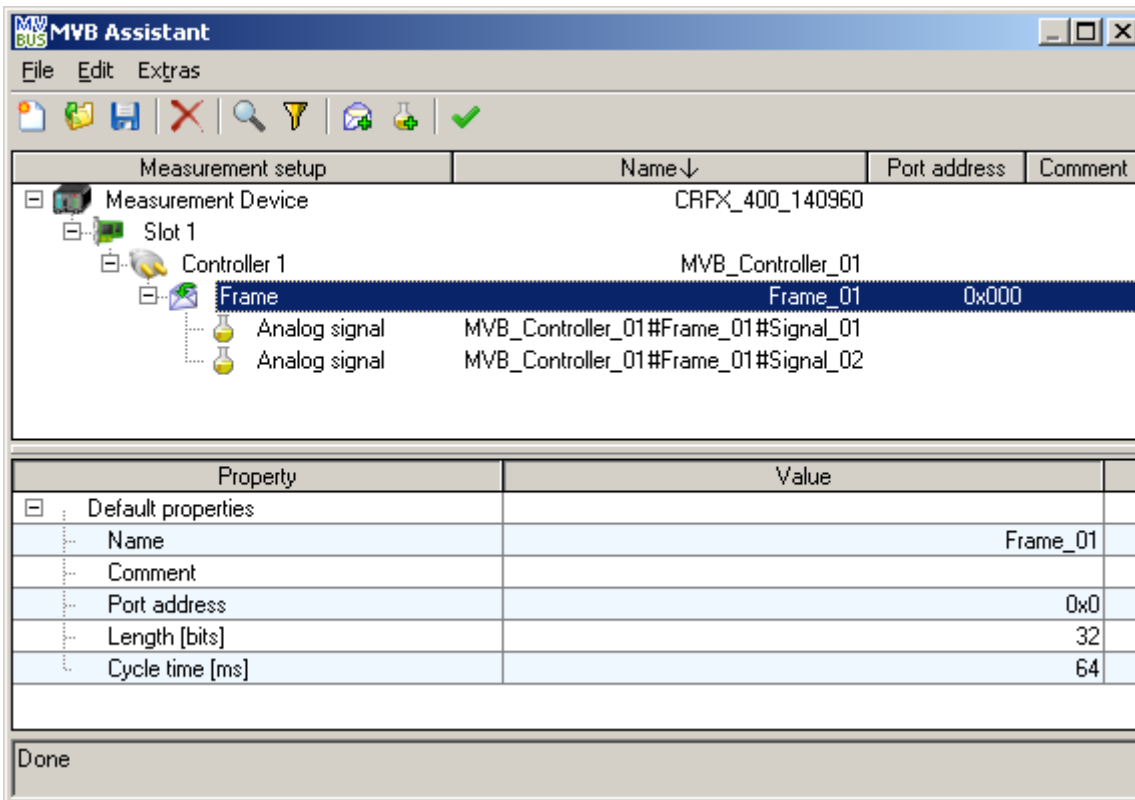 MV BUS MVB Assistant
File Edit Extras
Measurement setup Name Port address Comment
Measurement Device CRFX_400_140960
Slot 1
Controller 1 MVB_Controller_01
Frame Frame_01 0x000
Analog signal MVB_Controller_01#Frame_01#Signal_01
Analog signal MVB_Controller_01#Frame_01#Signal_02
Property Value
Default properties
Name Frame_01
Comment
Port address 0x0
Length [bits] 32
Cycle time [ms] 64
Done